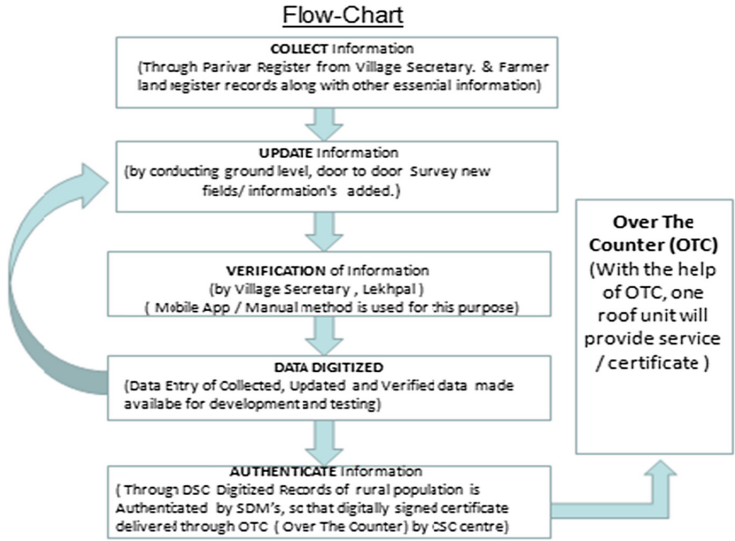 Flow-Chart
COLLECT Information
(Through Parivar Register from Village Secretary. & Farmer
land register records along with other essential information)
UPDATE Information
(by conducting ground level, door to door Survey new
fields/ information's added.)
VERIFICATION of Information
(by Village Secretary , Lekhpal )
( Mobile App / Manual method is used for this purpose)
DATA DIGITIZED
(Data Entry of Collected, Updated and Verified data made
availabe for development and testing)
AUTHENTICATE Information
( Through DSC Digitized Records of rural population is
Authenticated by SDM's, so that digitally signed certificate
delivered through OTC ( Over The Counter) by CSC centre)
Over The
Counter (OTC)
(With the help
of OTC, one
roof unit will
provide service
/ certificate )